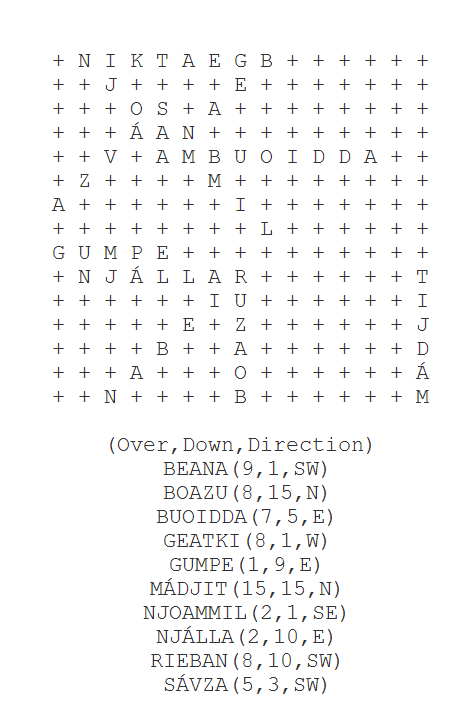 + N I K T A E G B + + + + + +
+ + J + + + + E + + + + + + +
+ + + O S + A + + + + + + + +
+ + + Á A N + + + + + + + + +
+ + V + A M B U O I D D A + +
+ Z + + + + M + + + + + + + +
A + + + + + + I + + + + + + +
+ + + + + + + + L + + + + + +
G U M P E + + + + + + + + + +
+ N J Á L L A R + + + + + + T
+ + + + + + I U + + + + + + I
+ + + + + E + Z + + + + + + J
+ + + + B + + A + + + + + + D
+ + + A + + + O + + + + + + Á
+ + N + + + + B + + + + + + M
(Over,Down,Direction)
BEANA(9,1,SW)
BOAZU(8,15,N)
BUOIDDA(7,5,E)
GEATKI(8,1,W)
GUMPE(1,9,E)
MÁDJIT(15,15,N)
NJOAMMIL(2,1,SE)
NJÁLLA(2,10,E)
RIEBAN(8,10,SW)
SÁVZA(5,3,SW)